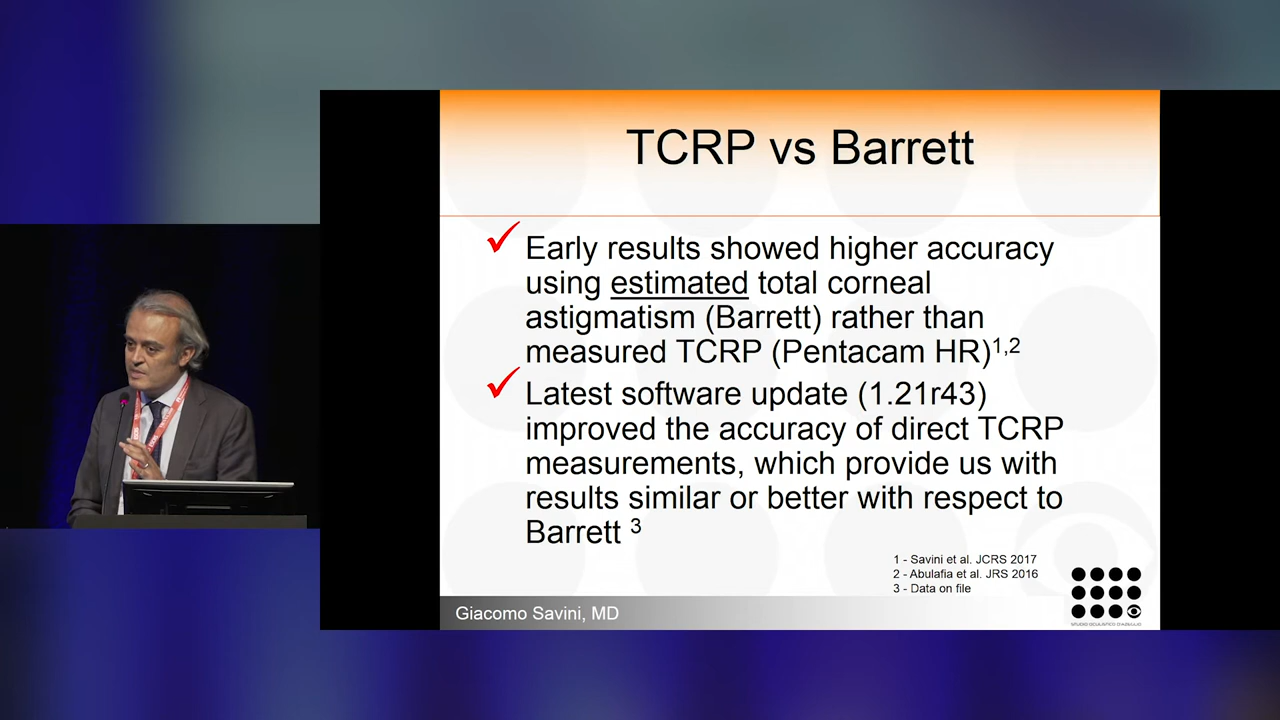 TCRP vs Barrett
Early results showed higher accuracy
using estimated total corneal
astigmatism (Barrett) rather than
measured TCRP (Pentacam HR)1,2
Latest software update (1.21r43)
improved the accuracy of direct TCRP
measurements, which provide us with
results similar or better with respect to
Barrett 3
1 - Savini et al. JCRS 2017
2 - Abulafia et al. JRS 2016
3 - Data on file
Giacomo Savini, MD
STUDIO OCULISTICO D'AZEGLIO